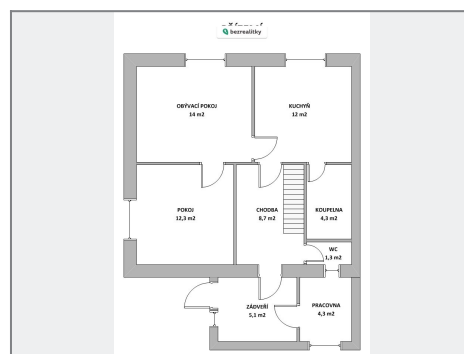 bezrealitky
OBÝVACÍ POKOJ
14 m2
KUCHYŇ
12 m2
POKOJ
12,3 m2
CHODBA
8,7 m2
KOUPELNA
4,3 m2
WC
1,3 m2
ZÁDVEŘÍ
5,1 m2
PRACOVNA
4,3 m2